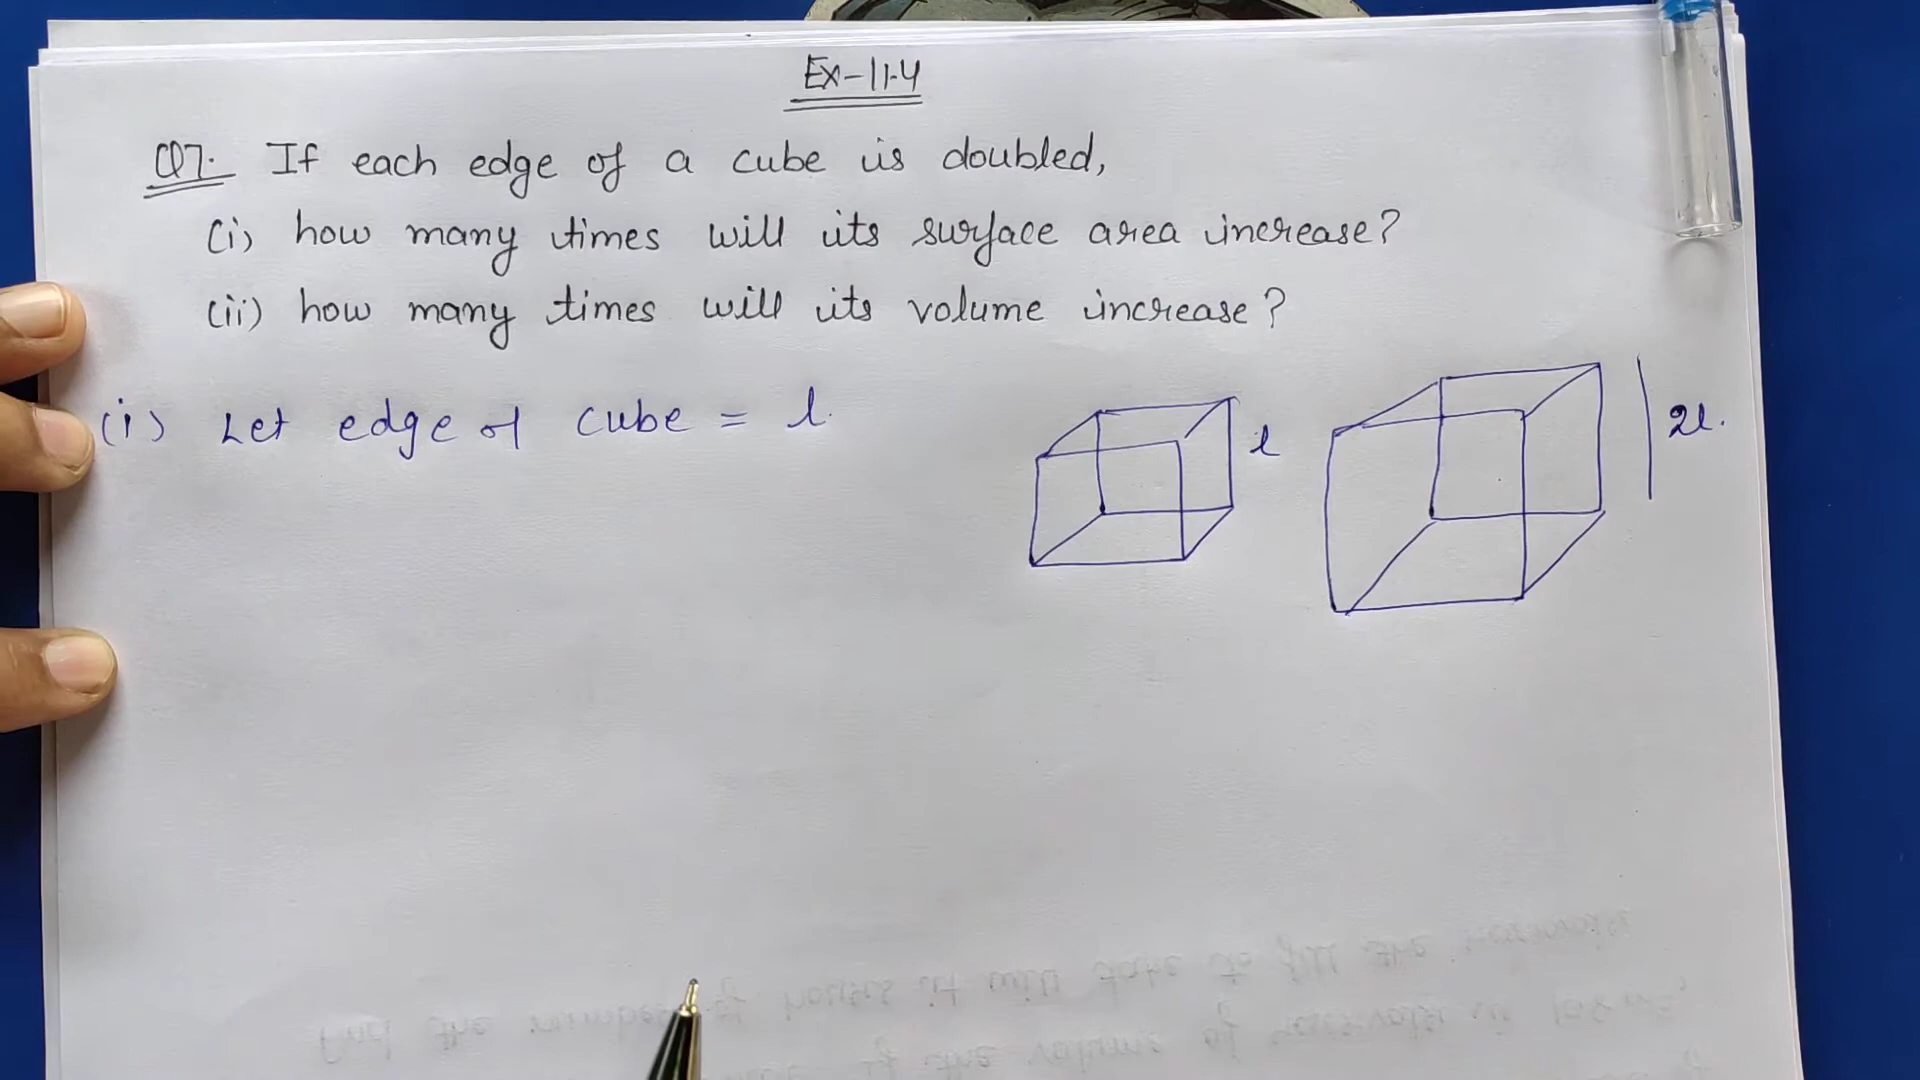 Ex-11.4
Q7. If each edge of a cube is doubled,
(i) how many times will its surface area increase?
(ii) how many times will its volume increase?
(i) Let edge of cube = l.
l
2l.